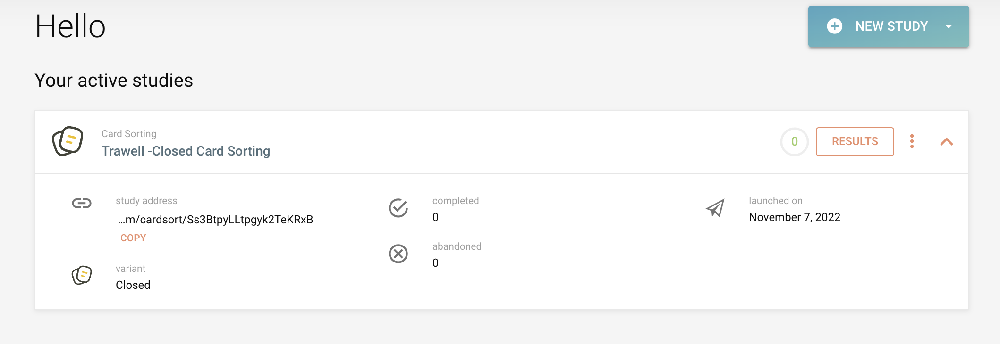 Hello
NEW STUDY
Your active studies
Card Sorting
Trawell -Closed Card Sorting
0
RESULTS
study address
...m/cardsort/Ss3BtpyLLtpgyk2TeKRxB
COPY
variant
Closed
completed
0
abandoned
0
launched on
November 7, 2022